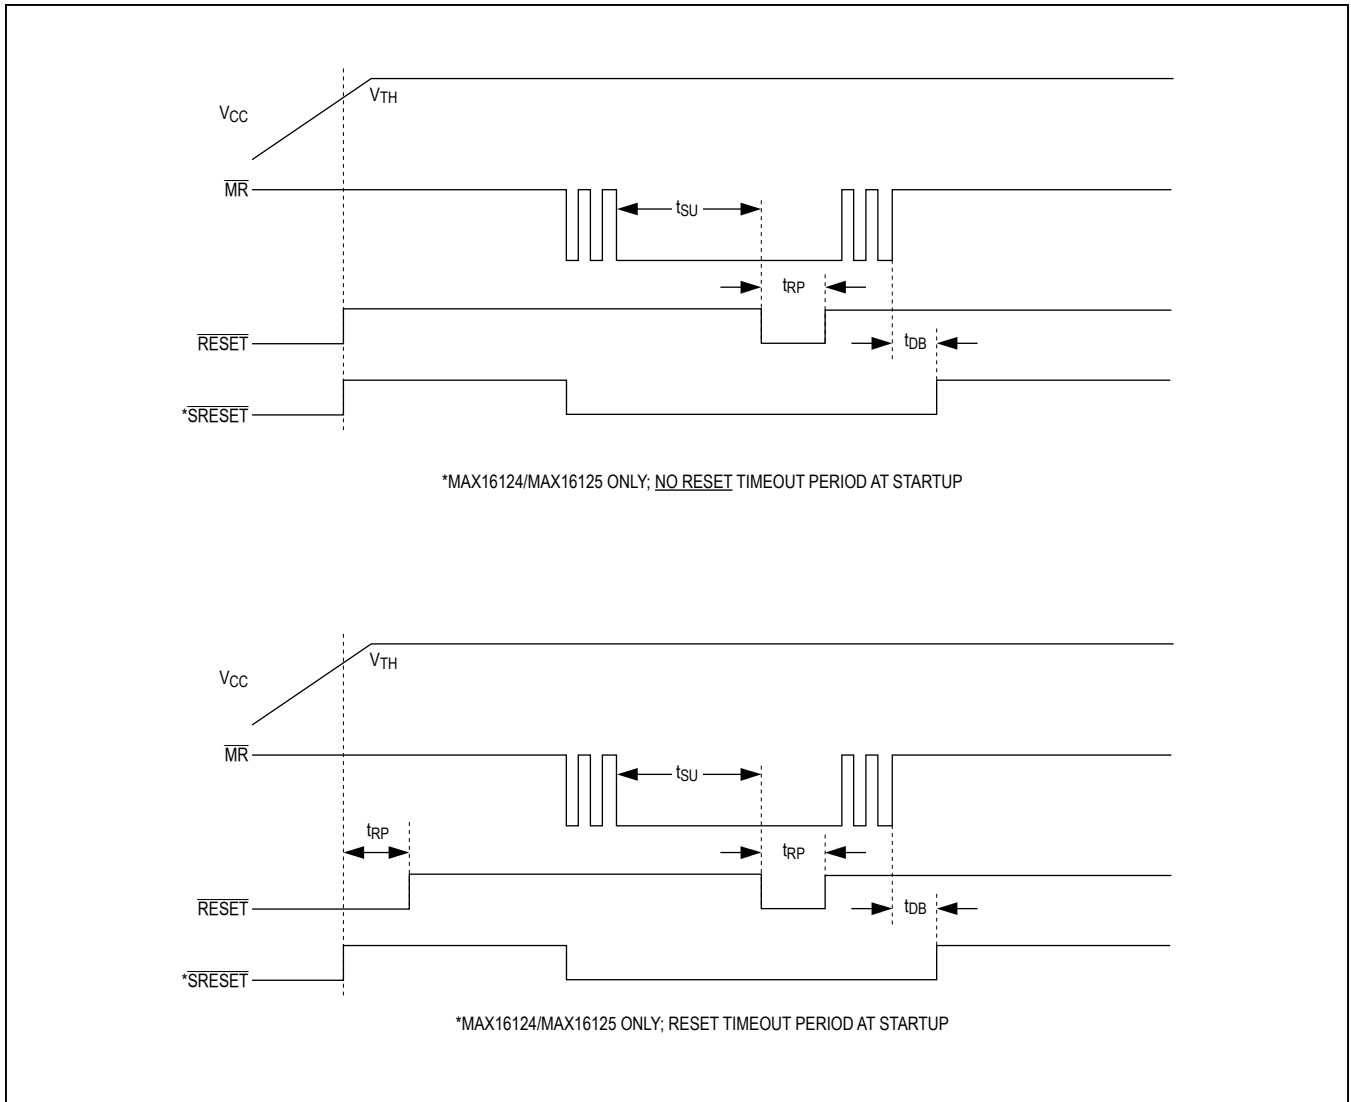 VTH
VCC
MR
tSU
tRP
RESET
tDB
*SRESET
*MAX16124/MAX16125 ONLY; NO RESET TIMEOUT PERIOD AT STARTUP
VTH
VCC
MR
tSU
tRP
tRP
RESET
tDB
*SRESET
*MAX16124/MAX16125 ONLY; RESET TIMEOUT PERIOD AT STARTUP